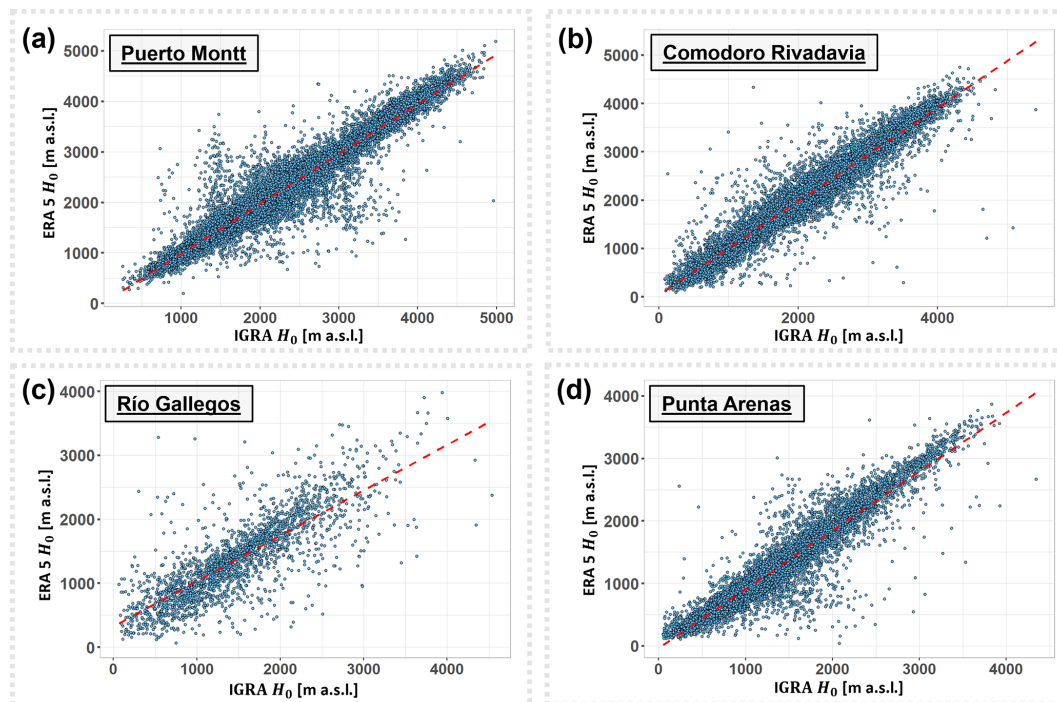 (a)
Puerto Montt
ERA 5 H₀ [m a.s.l.]
5000
4000
3000
2000
1000
0
1000 2000 3000 4000 5000
IGRA H₀ [m a.s.l.]
(b)
Comodoro Rivadavia
ERA 5 H₀ [m a.s.l.]
5000
4000
3000
2000
1000
0
0 2000 4000
IGRA H₀ [m a.s.l.]
(c)
Río Gallegos
ERA 5 H₀ [m a.s.l.]
4000
3000
2000
1000
0
0 1000 2000 3000 4000
IGRA H₀ [m a.s.l.]
(d)
Punta Arenas
ERA 5 H₀ [m a.s.l.]
4000
3000
2000
1000
0
0 1000 2000 3000 4000
IGRA H₀ [m a.s.l.]